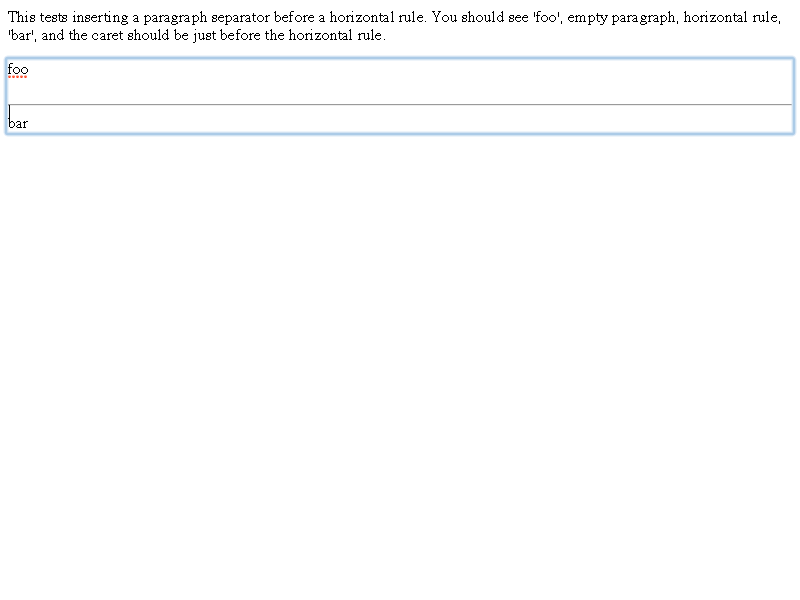 This tests inserting a paragraph separator before a horizontal rule. You should see 'foo', empty paragraph, horizontal rule,
'bar', and the caret should be just before the horizontal rule.
foo
bar